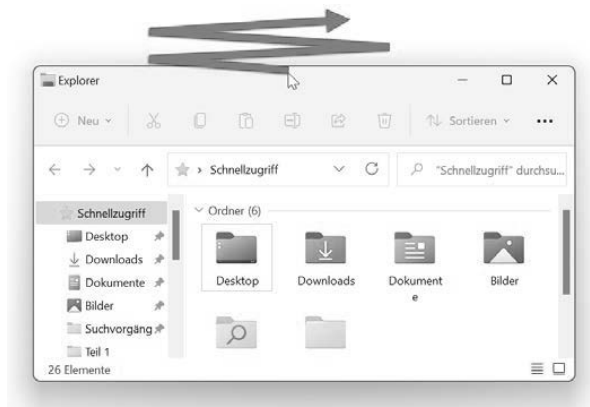 Explorer
Neu
Sortieren
Schnellzugriff
"Schnellzugriff" durchsu...
Schnellzugriff
Desktop
Downloads
Dokumente
Bilder
Suchvorgäng
Teil 1
Ordner (6)
Desktop
Downloads
Dokument
e
Bilder
26 Elemente